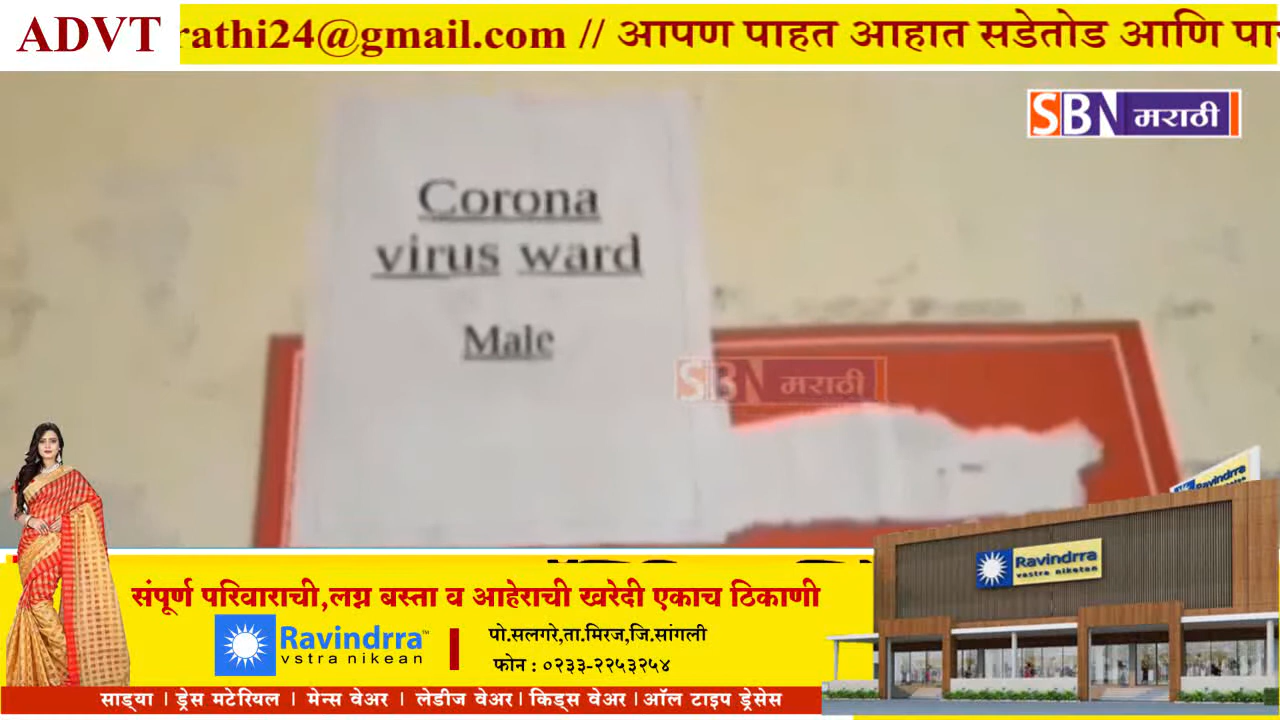 ADVT
rathi24@gmail.com // आपण पाहत आहात सडेतोड आणि
SBN मराठी
Corona
virus ward
Male
SBN मराठी
Ravindrra
vastra niketan
संपूर्ण परिवाराची,लग्न बस्ता व आहेराची खरेदी एकाच ठिकाणी
Ravindrra™
vstra nikean
पो.सलगरे,ता.मिरज,जि.सांगली
फोन : ०२३३-२२५३२५४
साड्या । ड्रेस मटेरियल । मेन्स वेअर । लेडीज वेअर। किड्स वेअर।ऑल टाइप ड्रेसेस